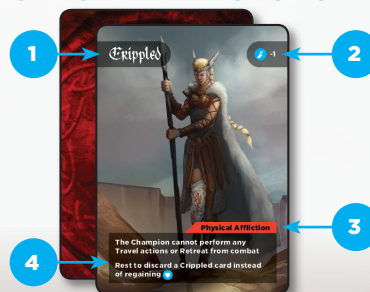 1
Crippled
-1
2
Physical Affliction
3
The Champion cannot perform any
Travel actions or Retreat from combat
4
Rest to discard a Crippled card instead
of regaining